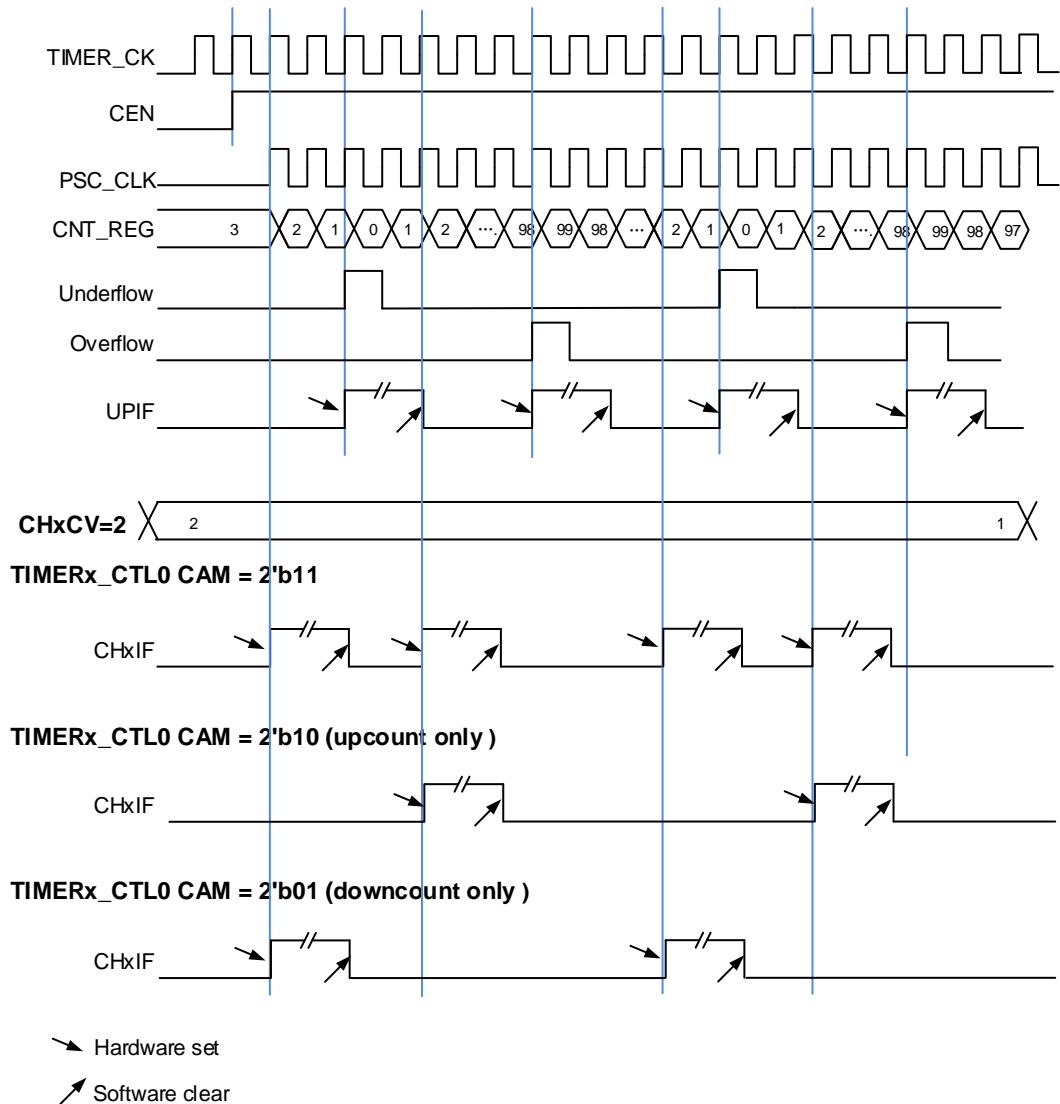 TIMER_CK
CEN
PSC_CLK
CNT_REG 3 2 1 0 1 2 .... 98 99 98 ... 2 1 0 1 2 .... 98 99 98 97
Underflow
Overflow
UPIF
CHxCV=2 2 1
TIMERx_CTL0 CAM = 2'b11
CHxIF
TIMERx_CTL0 CAM = 2'b10 (upcount only )
CHxIF
TIMERx_CTL0 CAM = 2'b01 (downcount only )
CHxIF
Hardware set
Software clear